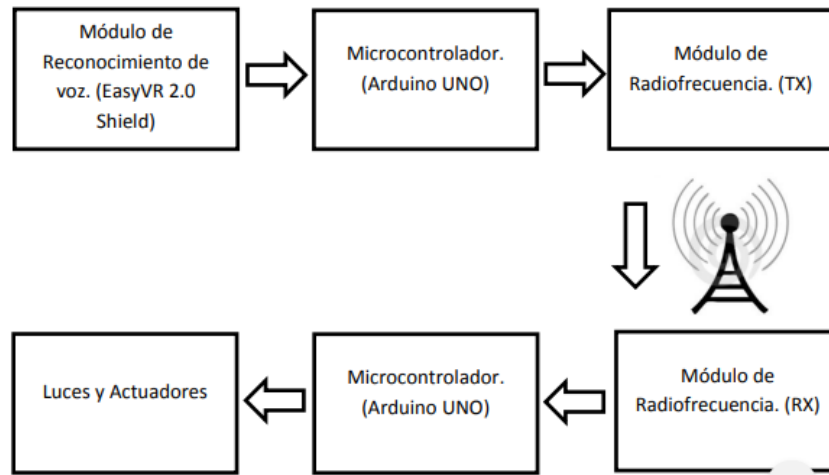 Módulo de
Reconocimiento de
voz. (EasyVR 2.0
Shield)
Microcontrolador.
(Arduino UNO)
Módulo de
Radiofrecuencia. (TX)
Luces y Actuadores
Microcontrolador.
(Arduino UNO)
Módulo de
Radiofrecuencia. (RX)